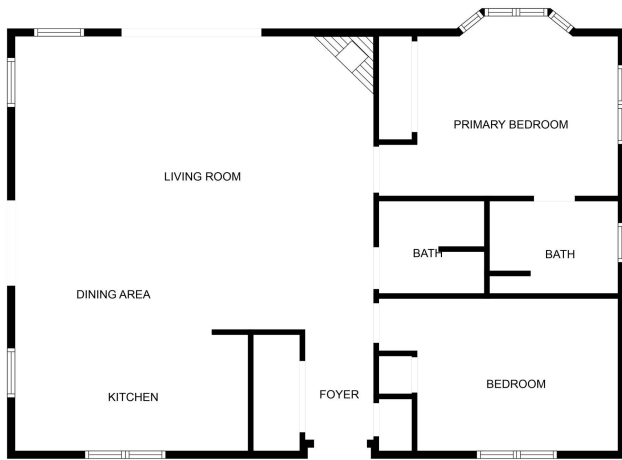 PRIMARY BEDROOM
LIVING ROOM
BATH
BATH
DINING AREA
BEDROOM
FOYER
KITCHEN